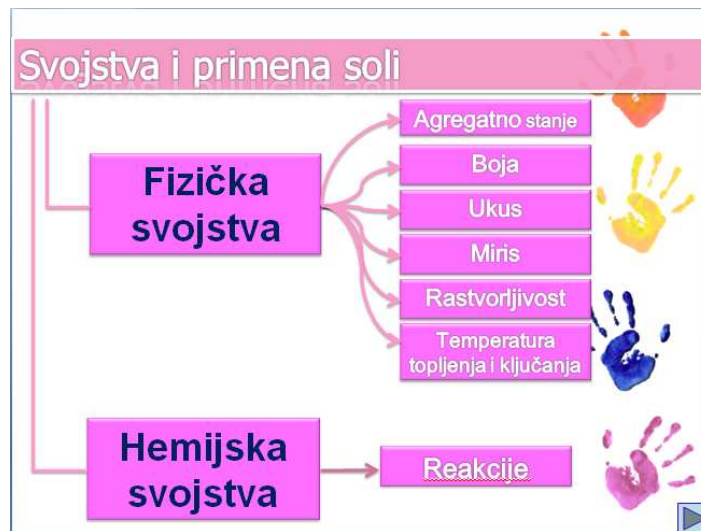 Svojstva i primena soli
Fizička
svojstva
Agregatno stanje
Boja
Ukus
Miris
Rastvorljivost
Temperatura
topljenja i ključanja
Hemijska
svojstva
Reakcije